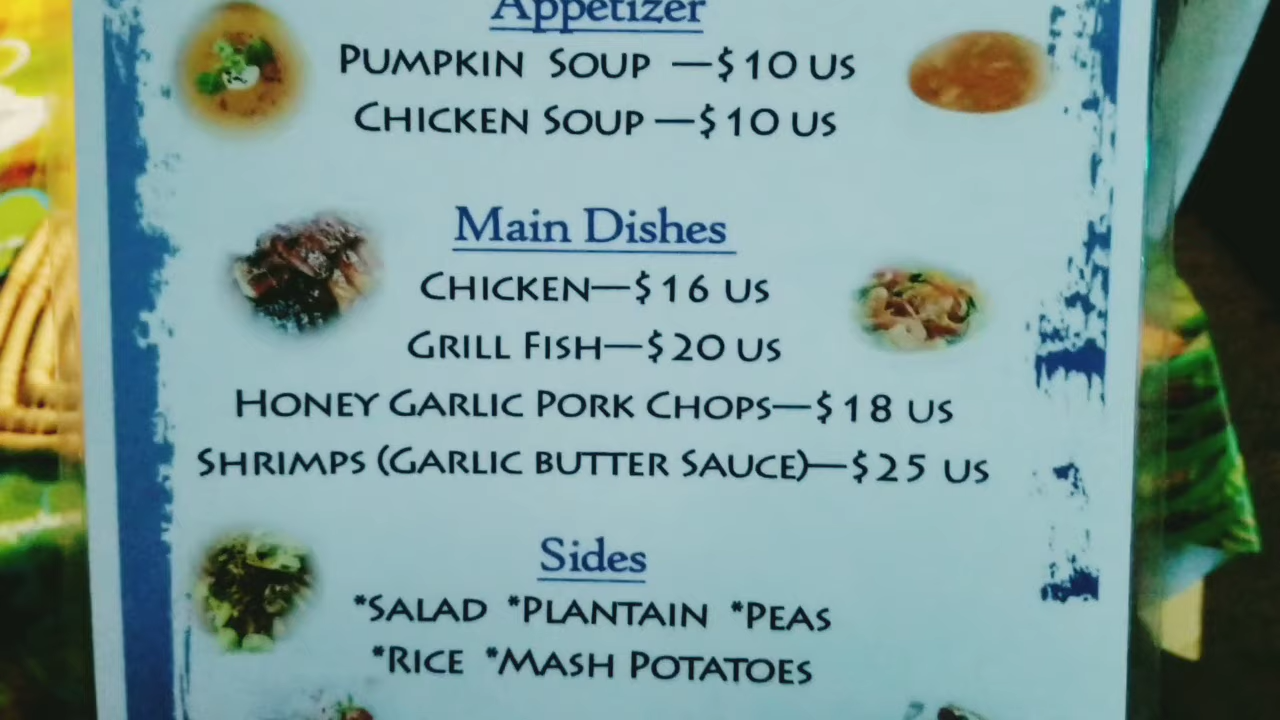 Appetizer
Pumpkin Soup —$10 US
Chicken Soup —$10 US
Main Dishes
Chicken—$16 US
Grill Fish—$20 US
Honey Garlic Pork Chops—$18 US
Shrimps (Garlic butter Sauce)—$25 US
Sides
*Salad *Plantain *Peas
*Rice *Mash Potatoes